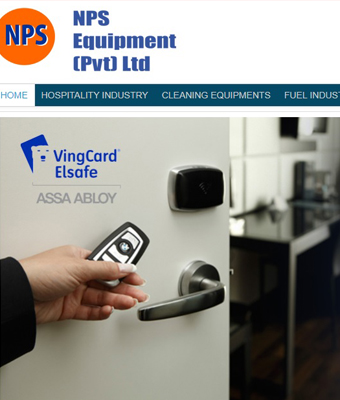 NPS
NPS
Equipment
(Pvt) Ltd
HOME
HOSPITALITY INDUSTRY
CLEANING EQUIPMENTS
FUEL INDUST
VingCard®
Elsafe
ASSA ABLOY